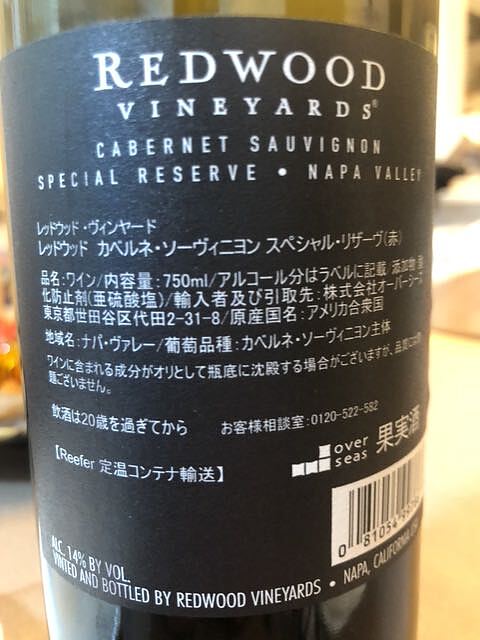 REDWOOD
VINEYARDS®
CABERNET SAUVIGNON
SPECIAL RESERVE • NAPA VALLEY
レッドウッド・ヴィンヤード
レッドウッド カベルネ・ソーヴィニヨン スペシャル・リザーヴ(赤)
品名:ワイン/内容量:750ml/アルコール分はラベルに記載 添加物
化防止剤(亜硫酸塩)/輸入者及び引取先:株式会社オーバーシーズ
東京都世田谷区代田2-31-8/原産国名:アメリカ合衆国
地域名:ナパ・ヴァレー/葡萄品種:カベルネ・ソーヴィニヨン主体
ワインに含まれる成分がオリとして瓶底に沈殿する場合がございますが、品質には
題ございません。
飲酒は20歳を過ぎてから お客様相談室:0120-522-582
【Reefer 定温コンテナ輸送】
over
seas
果実酒
0 81054
ALC. 14% BY VOL.
VINTED AND BOTTLED BY REDWOOD VINEYARDS • NAPA, CALIFORNIA